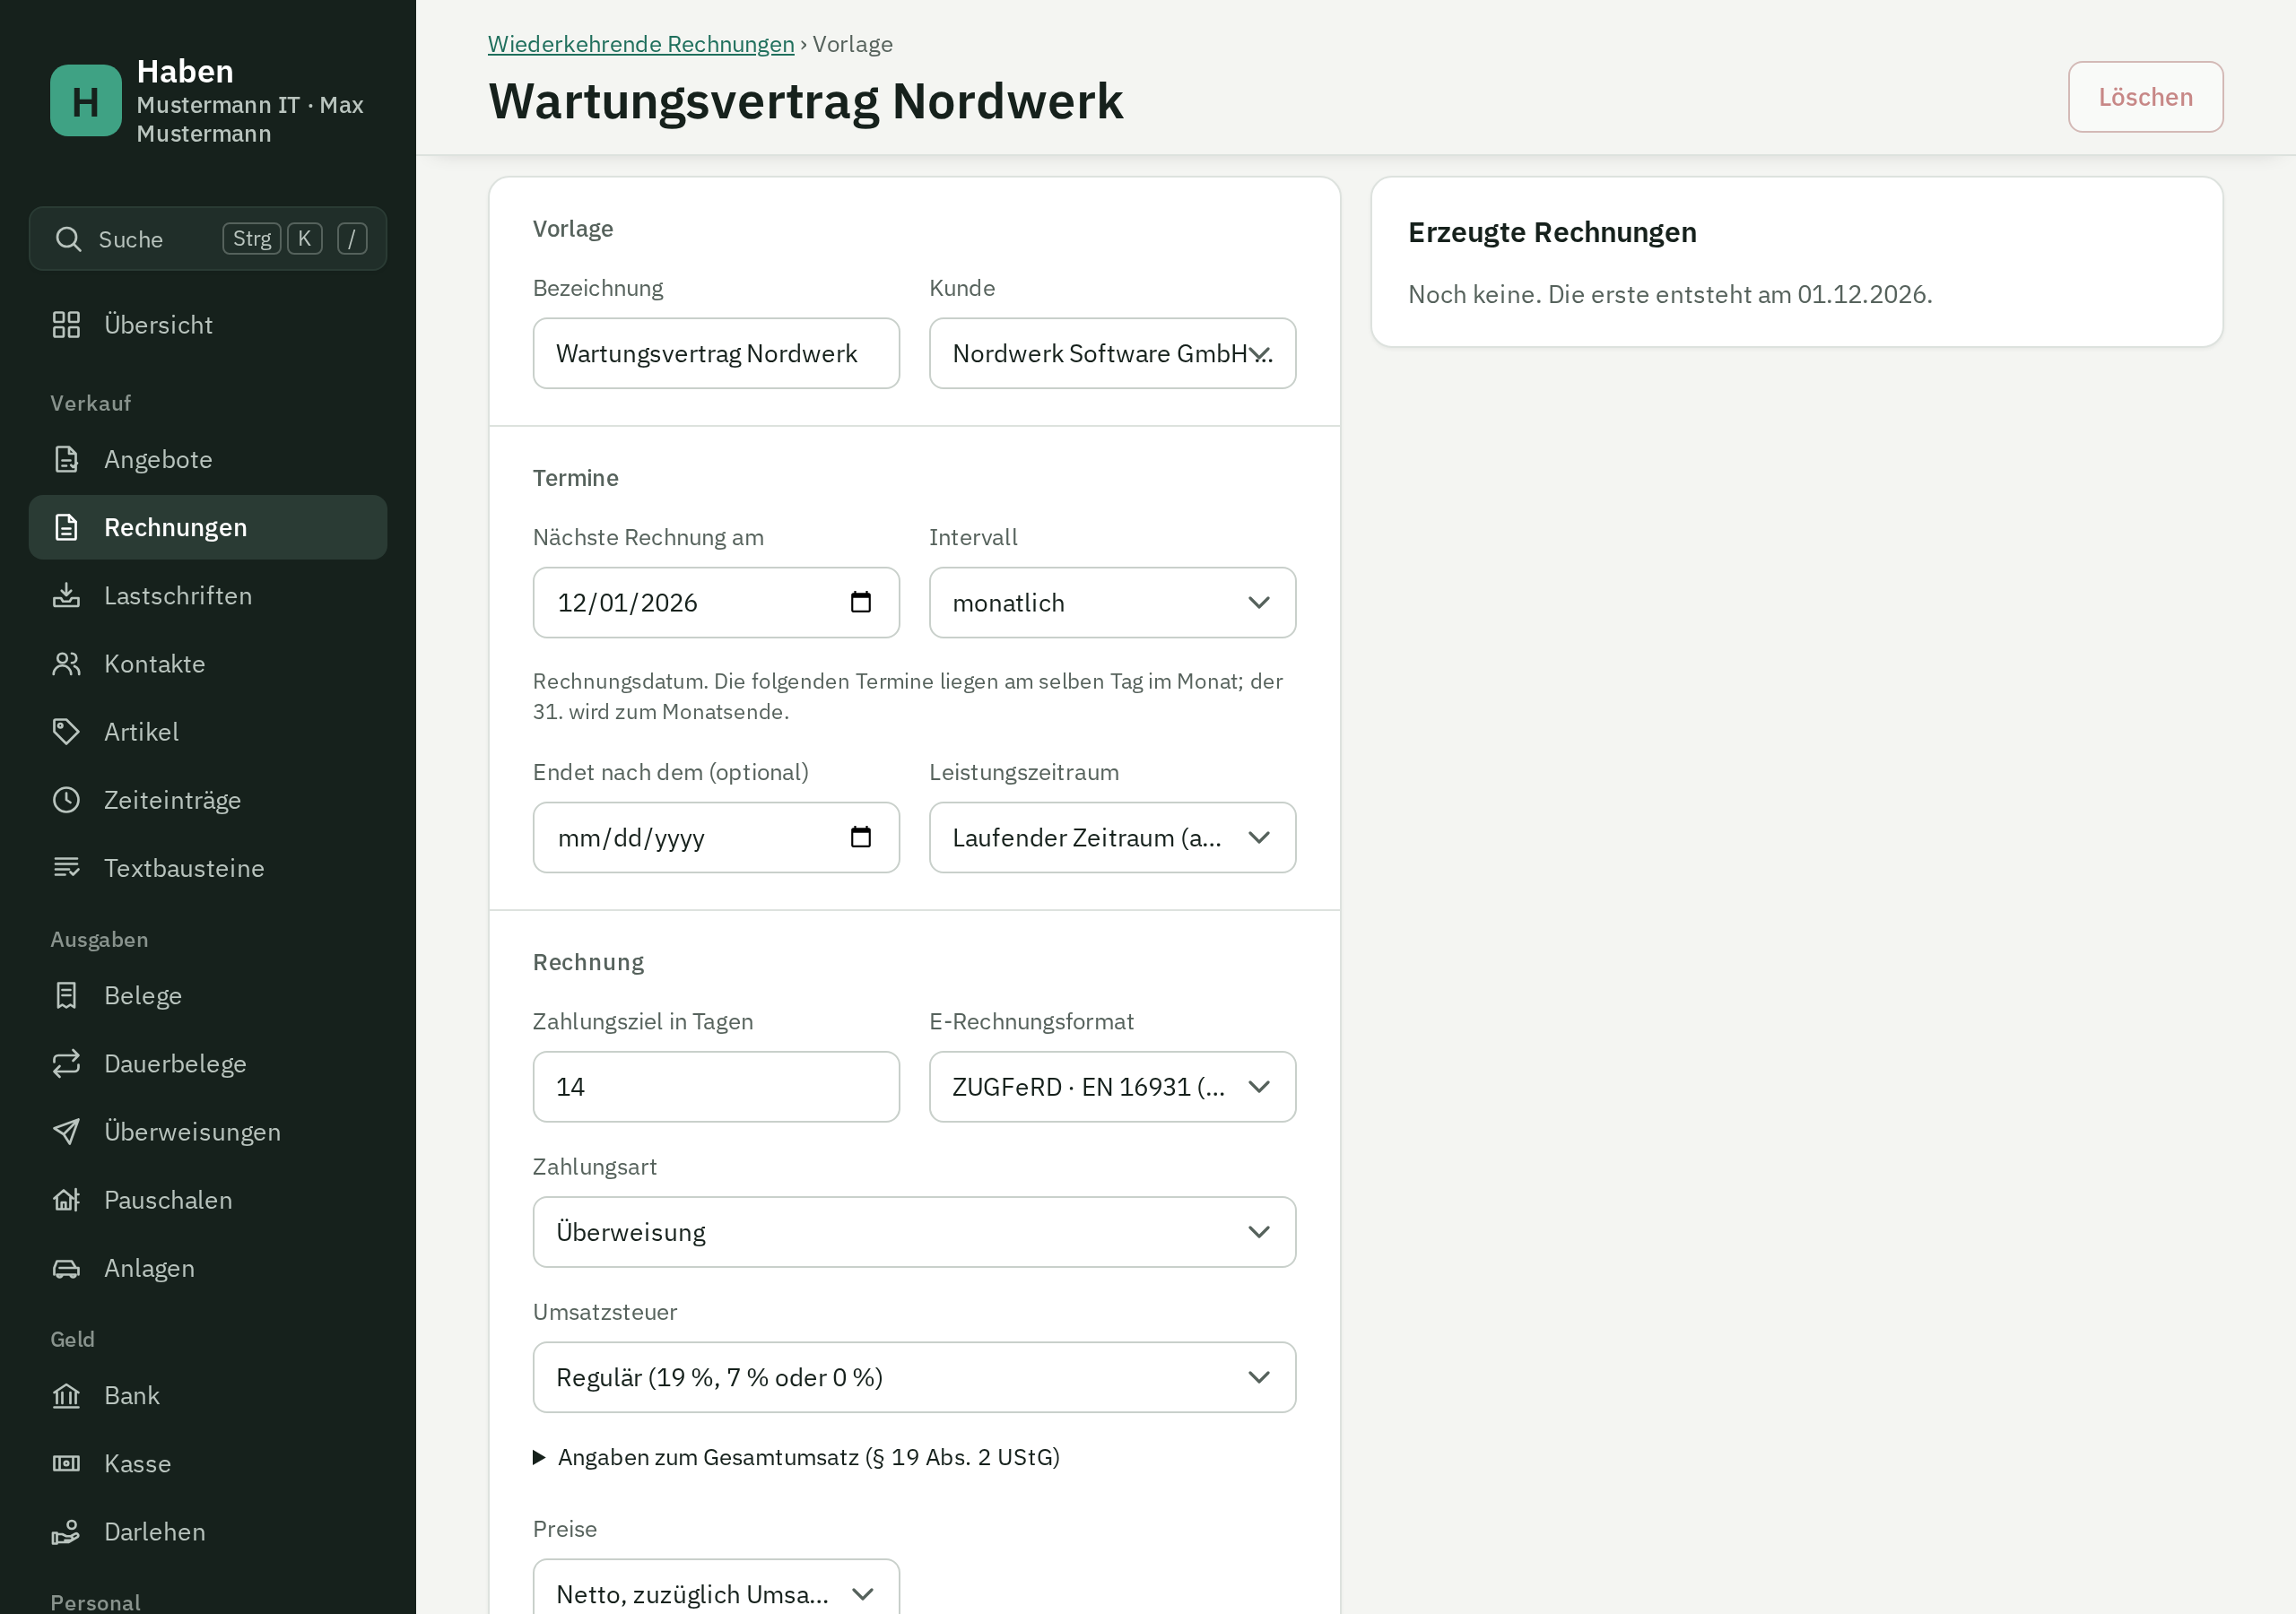 H
Haben
Mustermann IT · Max
Mustermann
Suche Strg K /
Übersicht
Verkauf
Angebote
Rechnungen
Lastschriften
Kontakte
Artikel
Zeiteinträge
Textbausteine
Ausgaben
Belege
Dauerbelege
Überweisungen
Pauschalen
Anlagen
Geld
Bank
Kasse
Darlehen
Personal
Wiederkehrende Rechnungen › Vorlage
Wartungsvertrag Nordwerk
Löschen
Vorlage
Bezeichnung
Wartungsvertrag Nordwerk
Kunde
Nordwerk Software GmbH ...
Termine
Nächste Rechnung am
12/01/2026
Intervall
monatlich
Rechnungsdatum. Die folgenden Termine liegen am selben Tag im Monat; der
31. wird zum Monatsende.
Endet nach dem (optional)
mm/dd/yyyy
Leistungszeitraum
Laufender Zeitraum (a...
Rechnung
Zahlungsziel in Tagen
14
E-Rechnungsformat
ZUGFeRD · EN 16931 (...
Zahlungsart
Überweisung
Umsatzsteuer
Regulär (19 %, 7 % oder 0 %)
Angaben zum Gesamtumsatz (§ 19 Abs. 2 UStG)
Preise
Netto, zuzüglich Umsa...
Erzeugte Rechnungen
Noch keine. Die erste entsteht am 01.12.2026.